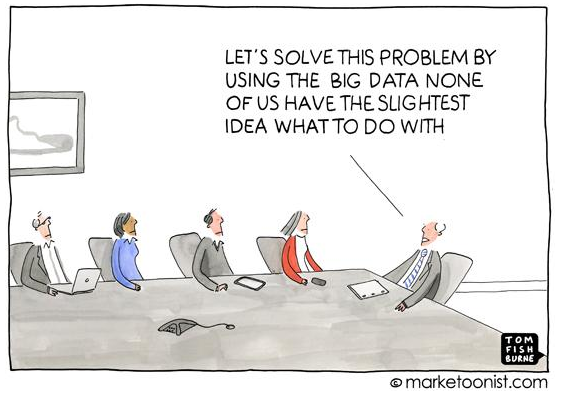 LET'S SOLVE THIS PROBLEM BY
USING THE BIG DATA NONE
OF US HAVE THE SLIGHTEST
IDEA WHAT TO DO WITH
TOM
FISH
BURNE
© marketoonist.com